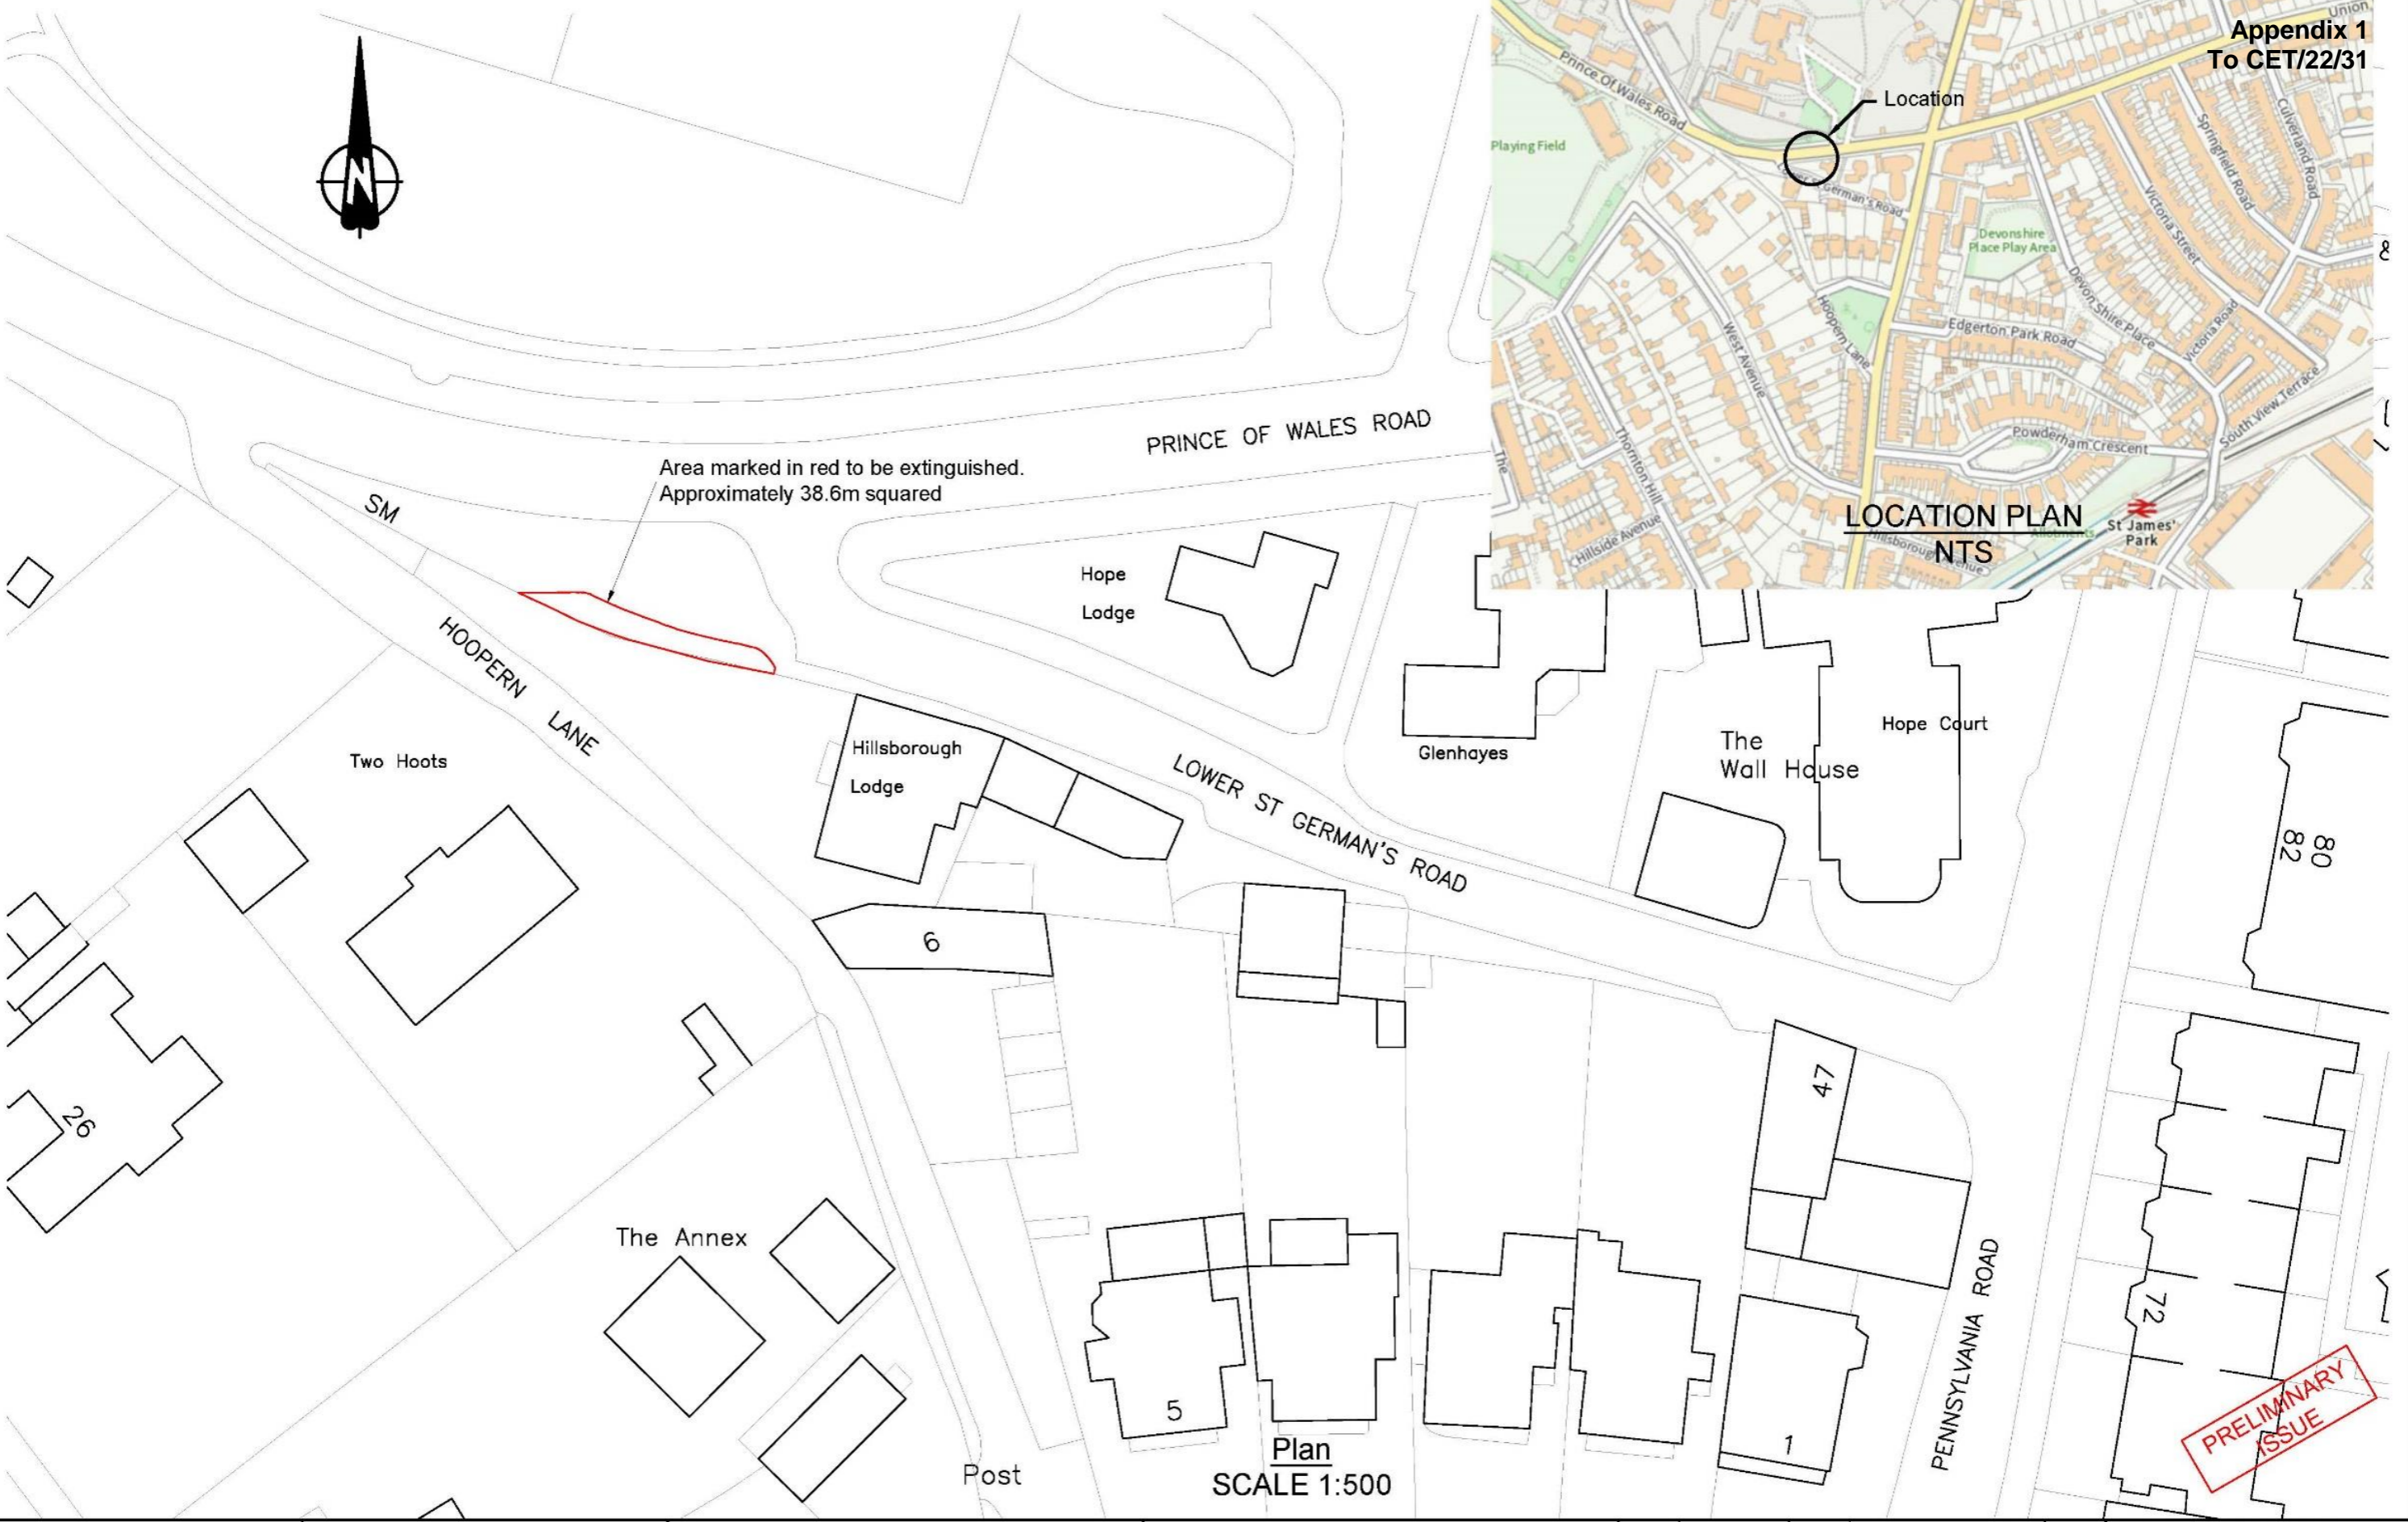 Appendix 1
To CET/22/31
Union
Prince Of Wales Road
Location
Playing Field
German's Road
Devonshire
Place Play Area
Culverland Road
Springfield Road
Victoria Street
Devon Shire Place
Victoria Road
Hoopern Lane
Edgerton Park Road
West Avenue
South View Terrace
Powderham Crescent
The
Thornton Hill
Hillside Avenue
LOCATION PLAN
NTS
Allotments
St James'
Park
N
PRINCE OF WALES ROAD
Area marked in red to be extinguished.
Approximately 38.6m squared
SM
Hope
Lodge
HOOPERN LANE
Two Hoots
Hillsborough
Lodge
LOWER ST GERMAN'S ROAD
Glenhayes
The
Wall House
Hope Court
80
82
6
26
47
The Annex
72
PENNSYLVANIA ROAD
5
1
Post
Plan
SCALE 1:500
PRELIMINARY
ISSUE